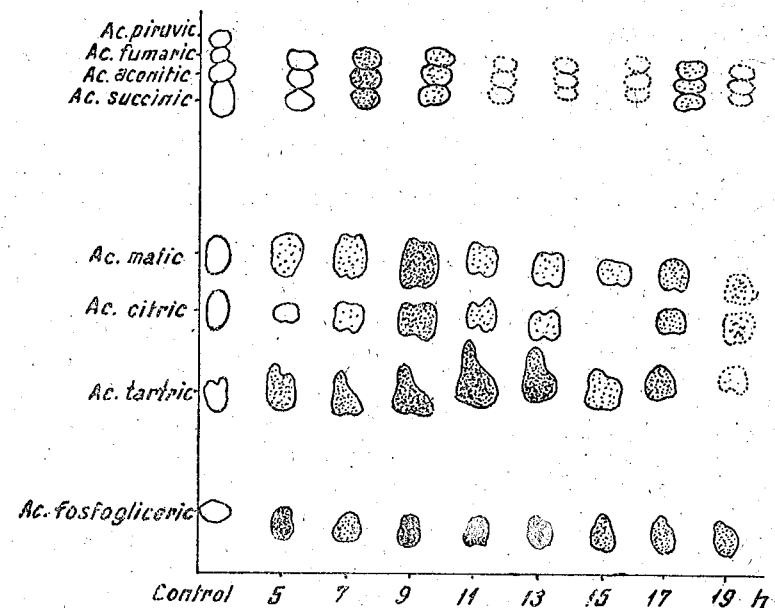 Ac. piruvic
Ac. fumaric
Ac. aconitic
Ac. succinic
Ac. malic
Ac. citric
Ac. tartric
Ac. fosfogliceric
Control 5 7 9 11 13 15 17 19 h